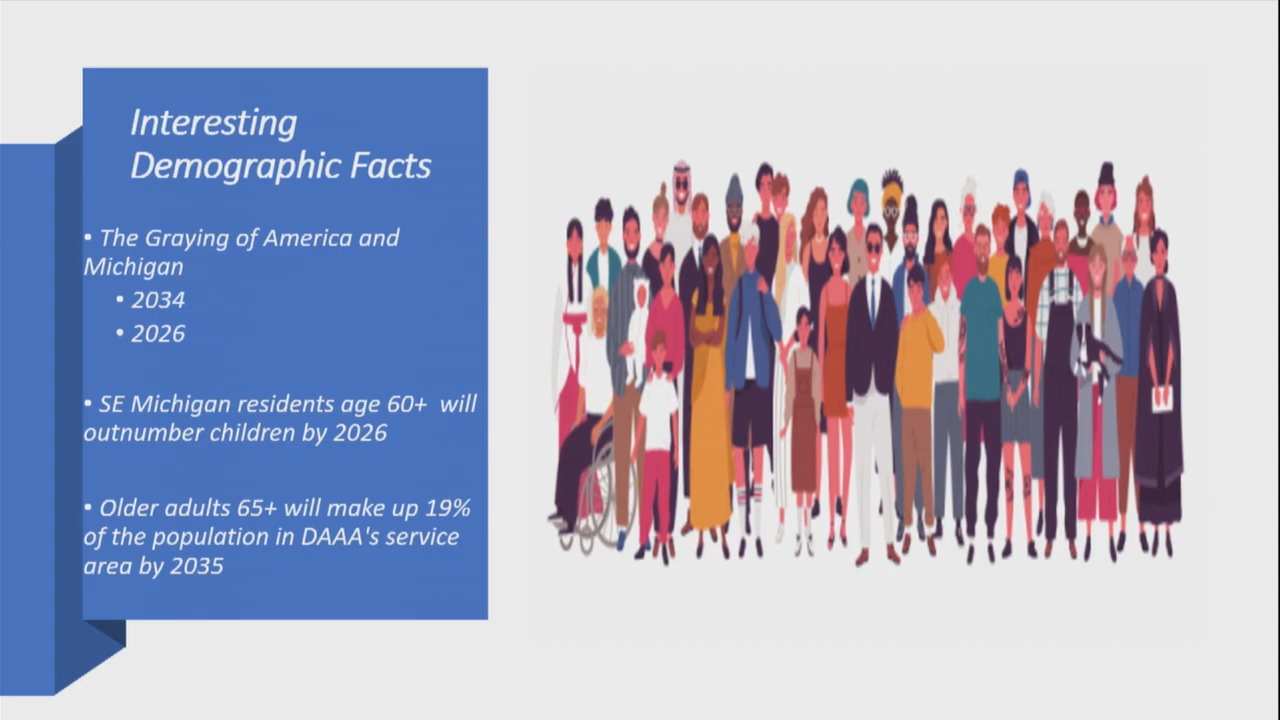 Interesting
Demographic Facts
• The Graying of America and
Michigan
• 2034
• 2026
• SE Michigan residents age 60+  will
outnumber children by 2026
• Older adults 65+ will make up 19%
of the population in DAAA's service
area by 2035